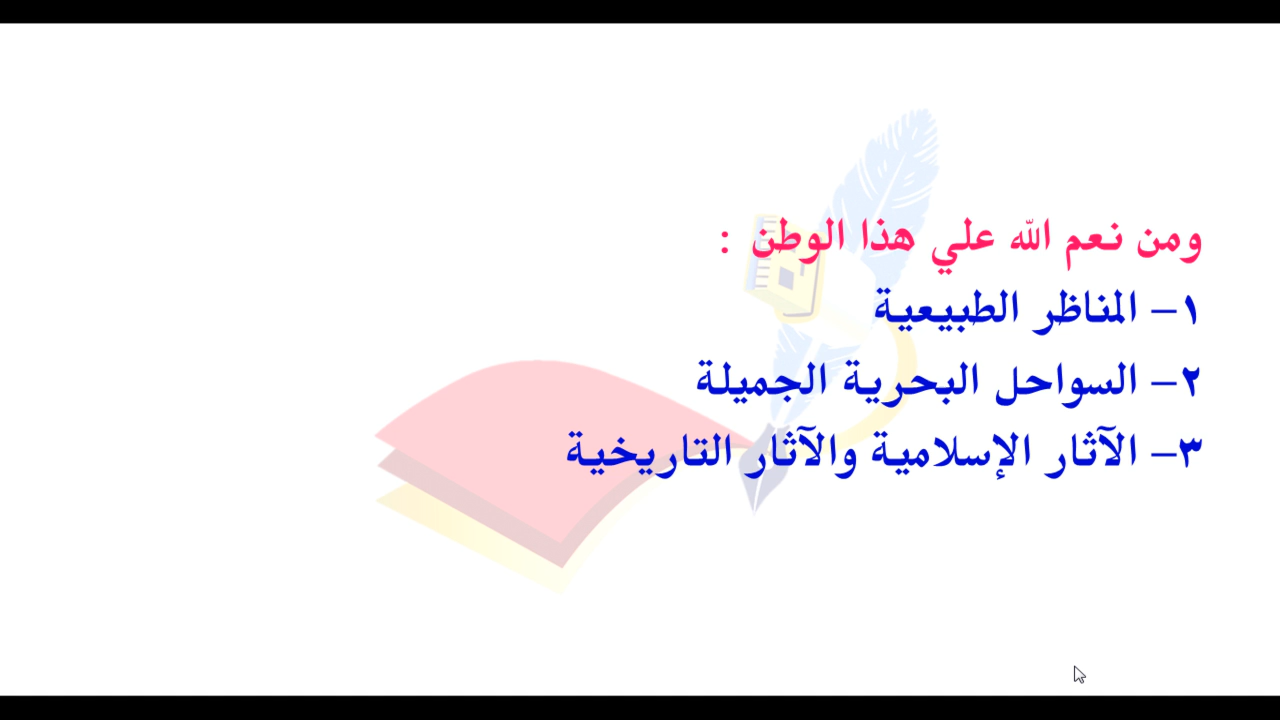 ومن نعم الله علي هذا الوطن :
١- المناظر الطبيعية
٢- السواحل البحرية الجميلة
٣- الآثار الإسلامية والآثار التاريخية